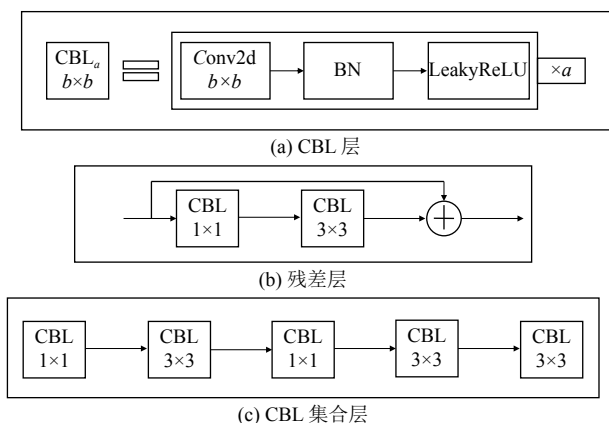 CBLₐ
b×b
Conv2d
b×b
BN
LeakyReLU
×a
(a) CBL 层
CBL
1×1
CBL
3×3
(b) 残差层
CBL
1×1
CBL
3×3
CBL
1×1
CBL
3×3
CBL
3×3
(c) CBL 集合层